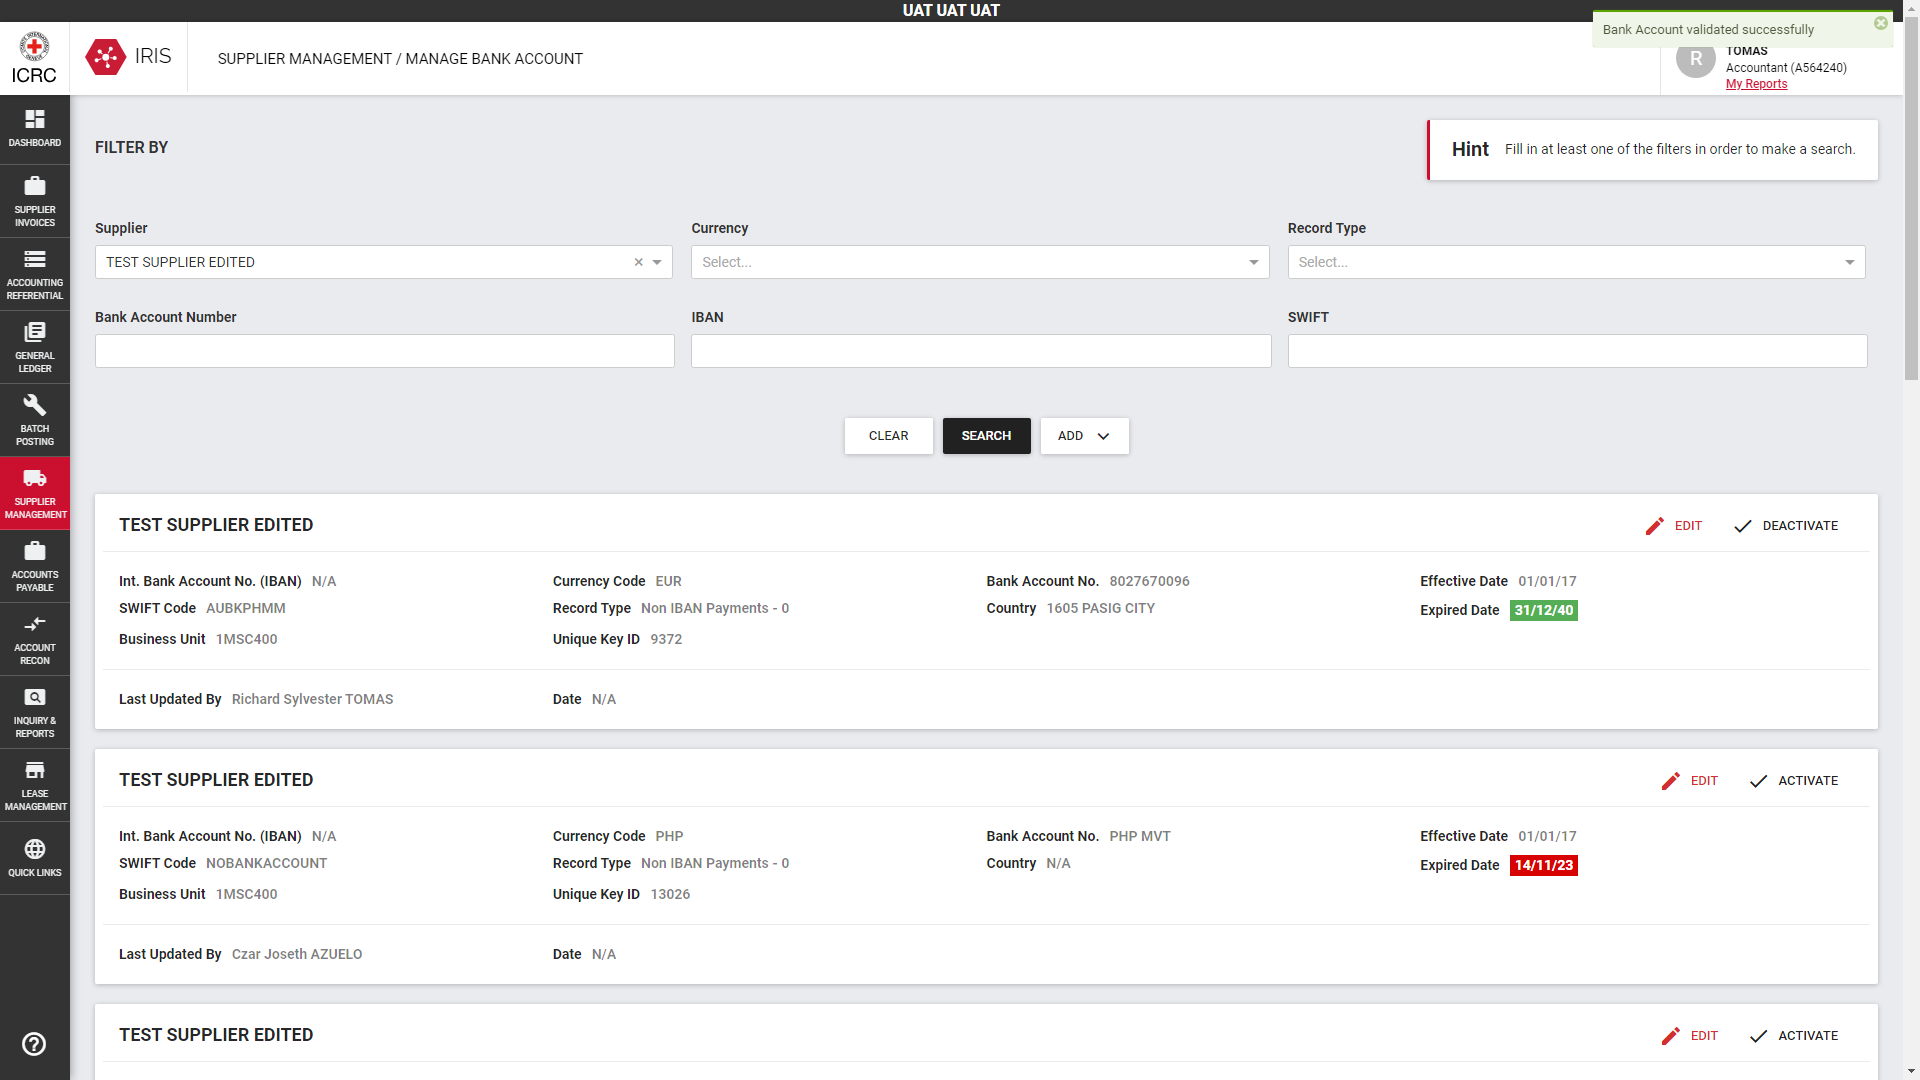 UAT UAT UAT
Bank Account validated successfully
ICRC
IRIS
SUPPLIER MANAGEMENT / MANAGE BANK ACCOUNT
R
TOMAS
Accountant (A564240)
My Reports
DASHBOARD
SUPPLIER
INVOICES
ACCOUNTING
REFERENTIAL
GENERAL
LEDGER
BATCH
POSTING
SUPPLIER
MANAGEMENT
ACCOUNTS
PAYABLE
ACCOUNT
RECON
INQUIRY &
REPORTS
LEASE
MANAGEMENT
QUICK LINKS
FILTER BY
Hint Fill in at least one of the filters in order to make a search.
Supplier Currency Record Type
TEST SUPPLIER EDITED Select... Select...
Bank Account Number IBAN SWIFT
CLEAR SEARCH ADD
TEST SUPPLIER EDITED EDIT DEACTIVATE
Int. Bank Account No. (IBAN) N/A Currency Code EUR Bank Account No. 8027670096 Effective Date 01/01/17
SWIFT Code AUBKPHMM Record Type Non IBAN Payments - 0 Country 1605 PASIG CITY Expired Date 31/12/40
Business Unit 1MSC400 Unique Key ID 9372
Last Updated By Richard Sylvester TOMAS Date N/A
TEST SUPPLIER EDITED EDIT ACTIVATE
Int. Bank Account No. (IBAN) N/A Currency Code PHP Bank Account No. PHP MVT Effective Date 01/01/17
SWIFT Code NOBANKACCOUNT Record Type Non IBAN Payments - 0 Country N/A Expired Date 14/11/23
Business Unit 1MSC400 Unique Key ID 13026
Last Updated By Czar Joseth AZUELO Date N/A
TEST SUPPLIER EDITED EDIT ACTIVATE